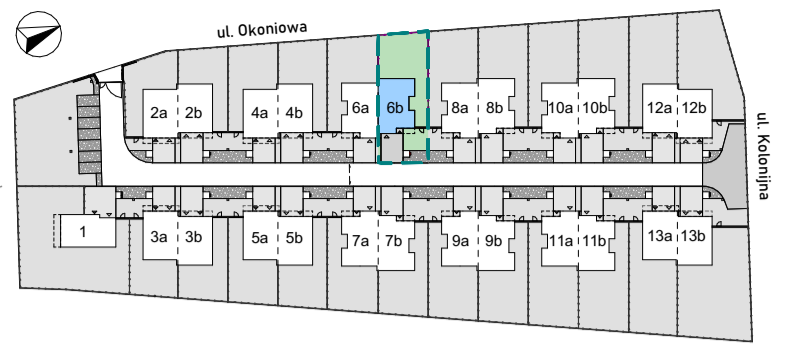 ul. Okoniowa
2a 2b 4a 4b 6a 6b 8a 8b 10a 10b 12a 12b
ul. Kolonijna
1 3a 3b 5a 5b 7a 7b 9a 9b 11a 11b 13a 13b